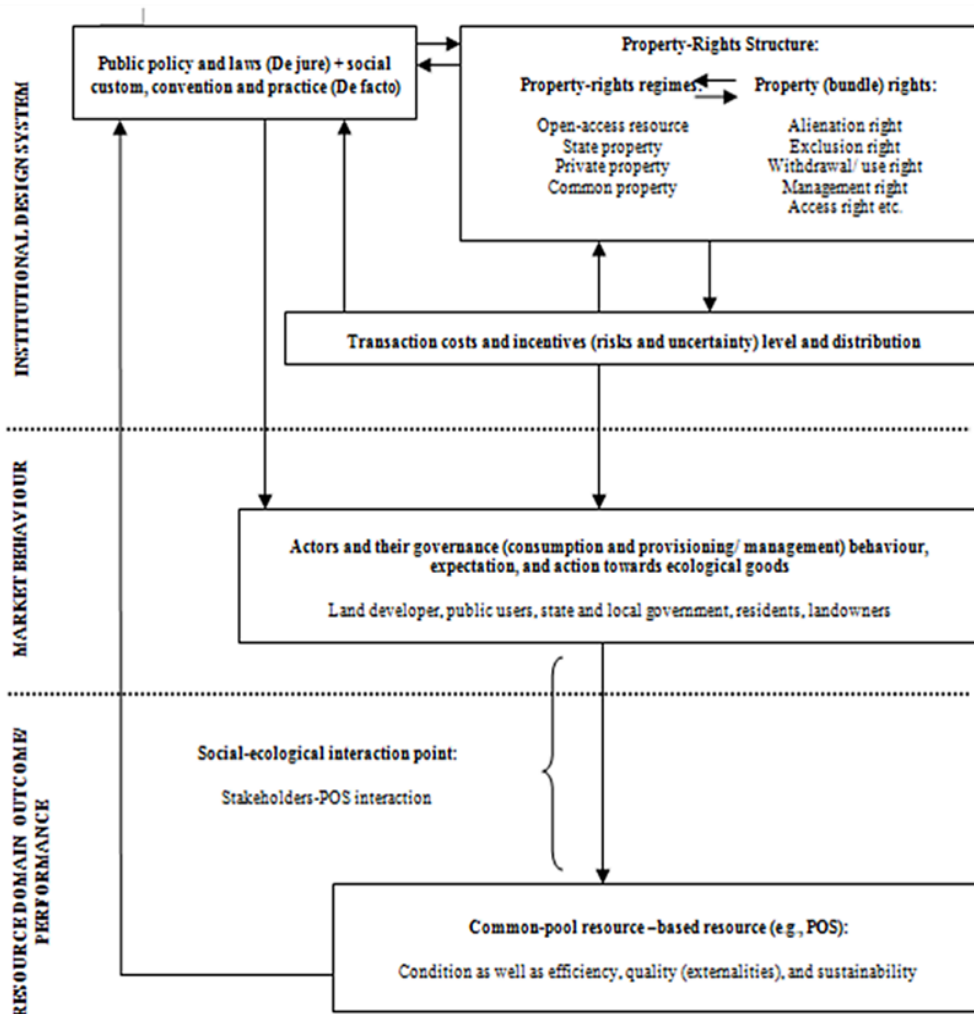 INSTITUTIONAL DESIGN SYSTEM
Public policy and laws (De jure) + social
custom, convention and practice (De facto)
Property-Rights Structure:
Property-rights regimes:
Open-access resource
State property
Private property
Common property
Property (bundle) rights:
Alienation right
Exclusion right
Withdrawal/ use right
Management right
Access right etc.
Transaction costs and incentives (risks and uncertainty) level and distribution
MARKET BEHAVIOUR
Actors and their governance (consumption and provisioning/ management) behaviour,
expectation, and action towards ecological goods
Land developer, public users, state and local government, residents, landowners
RESOURCE DOMAIN OUTCOME/
PERFORMANCE
Social-ecological interaction point:
Stakeholders-POS interaction
Common-pool resource –based resource (e.g., POS):
Condition as well as efficiency, quality (externalities), and sustainability